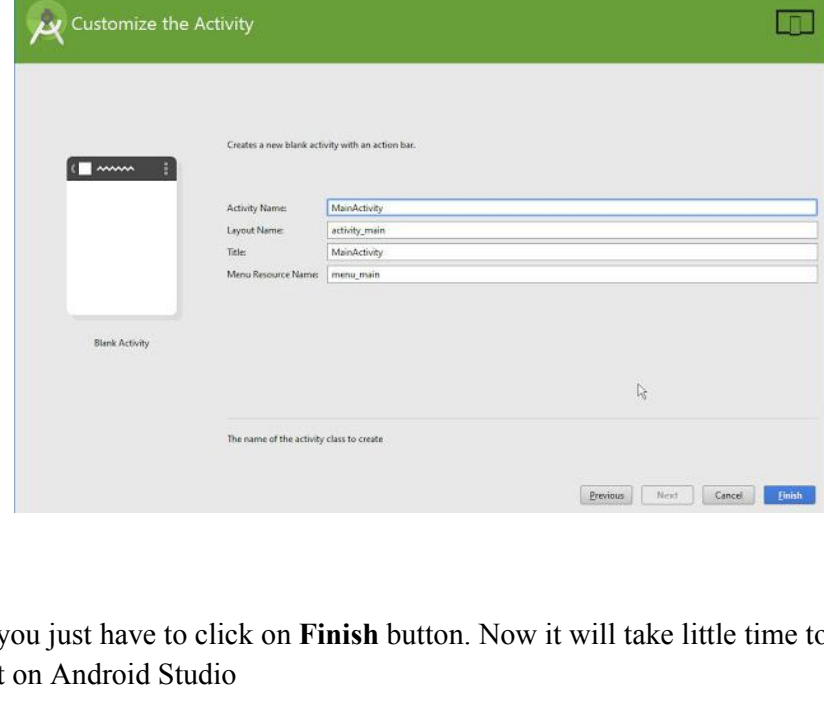 Customize the Activity
Creates a new blank activity with an action bar.
Activity Name: MainActivity
Layout Name: activity_main
Title: MainActivity
Menu Resource Name: menu_main
Blank Activity
The name of the activity class to create
Previous Next Cancel Finish
you just have to click on Finish button. Now it will take little time to
on Android Studio